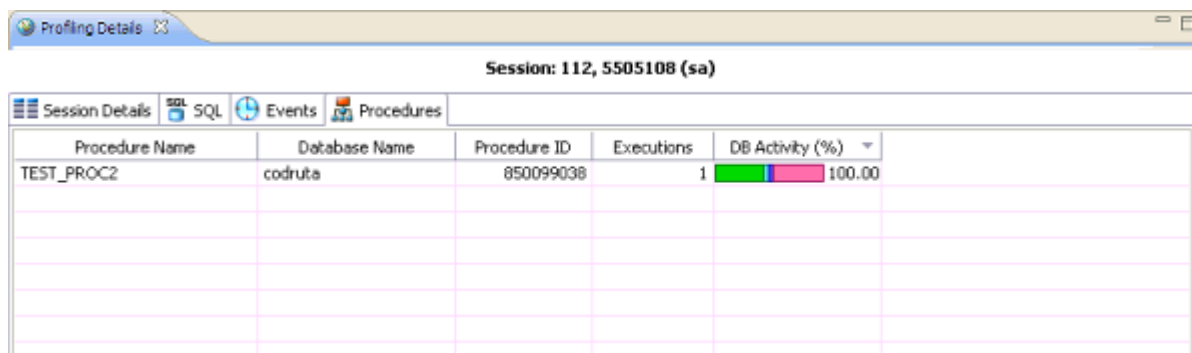 Profiling Details
Session: 112, 5505108 (sa)
Session Details SQL Events Procedures
Procedure Name Database Name Procedure ID Executions DB Activity (%)
TEST_PROC2 codruta 850099038 1 100.00